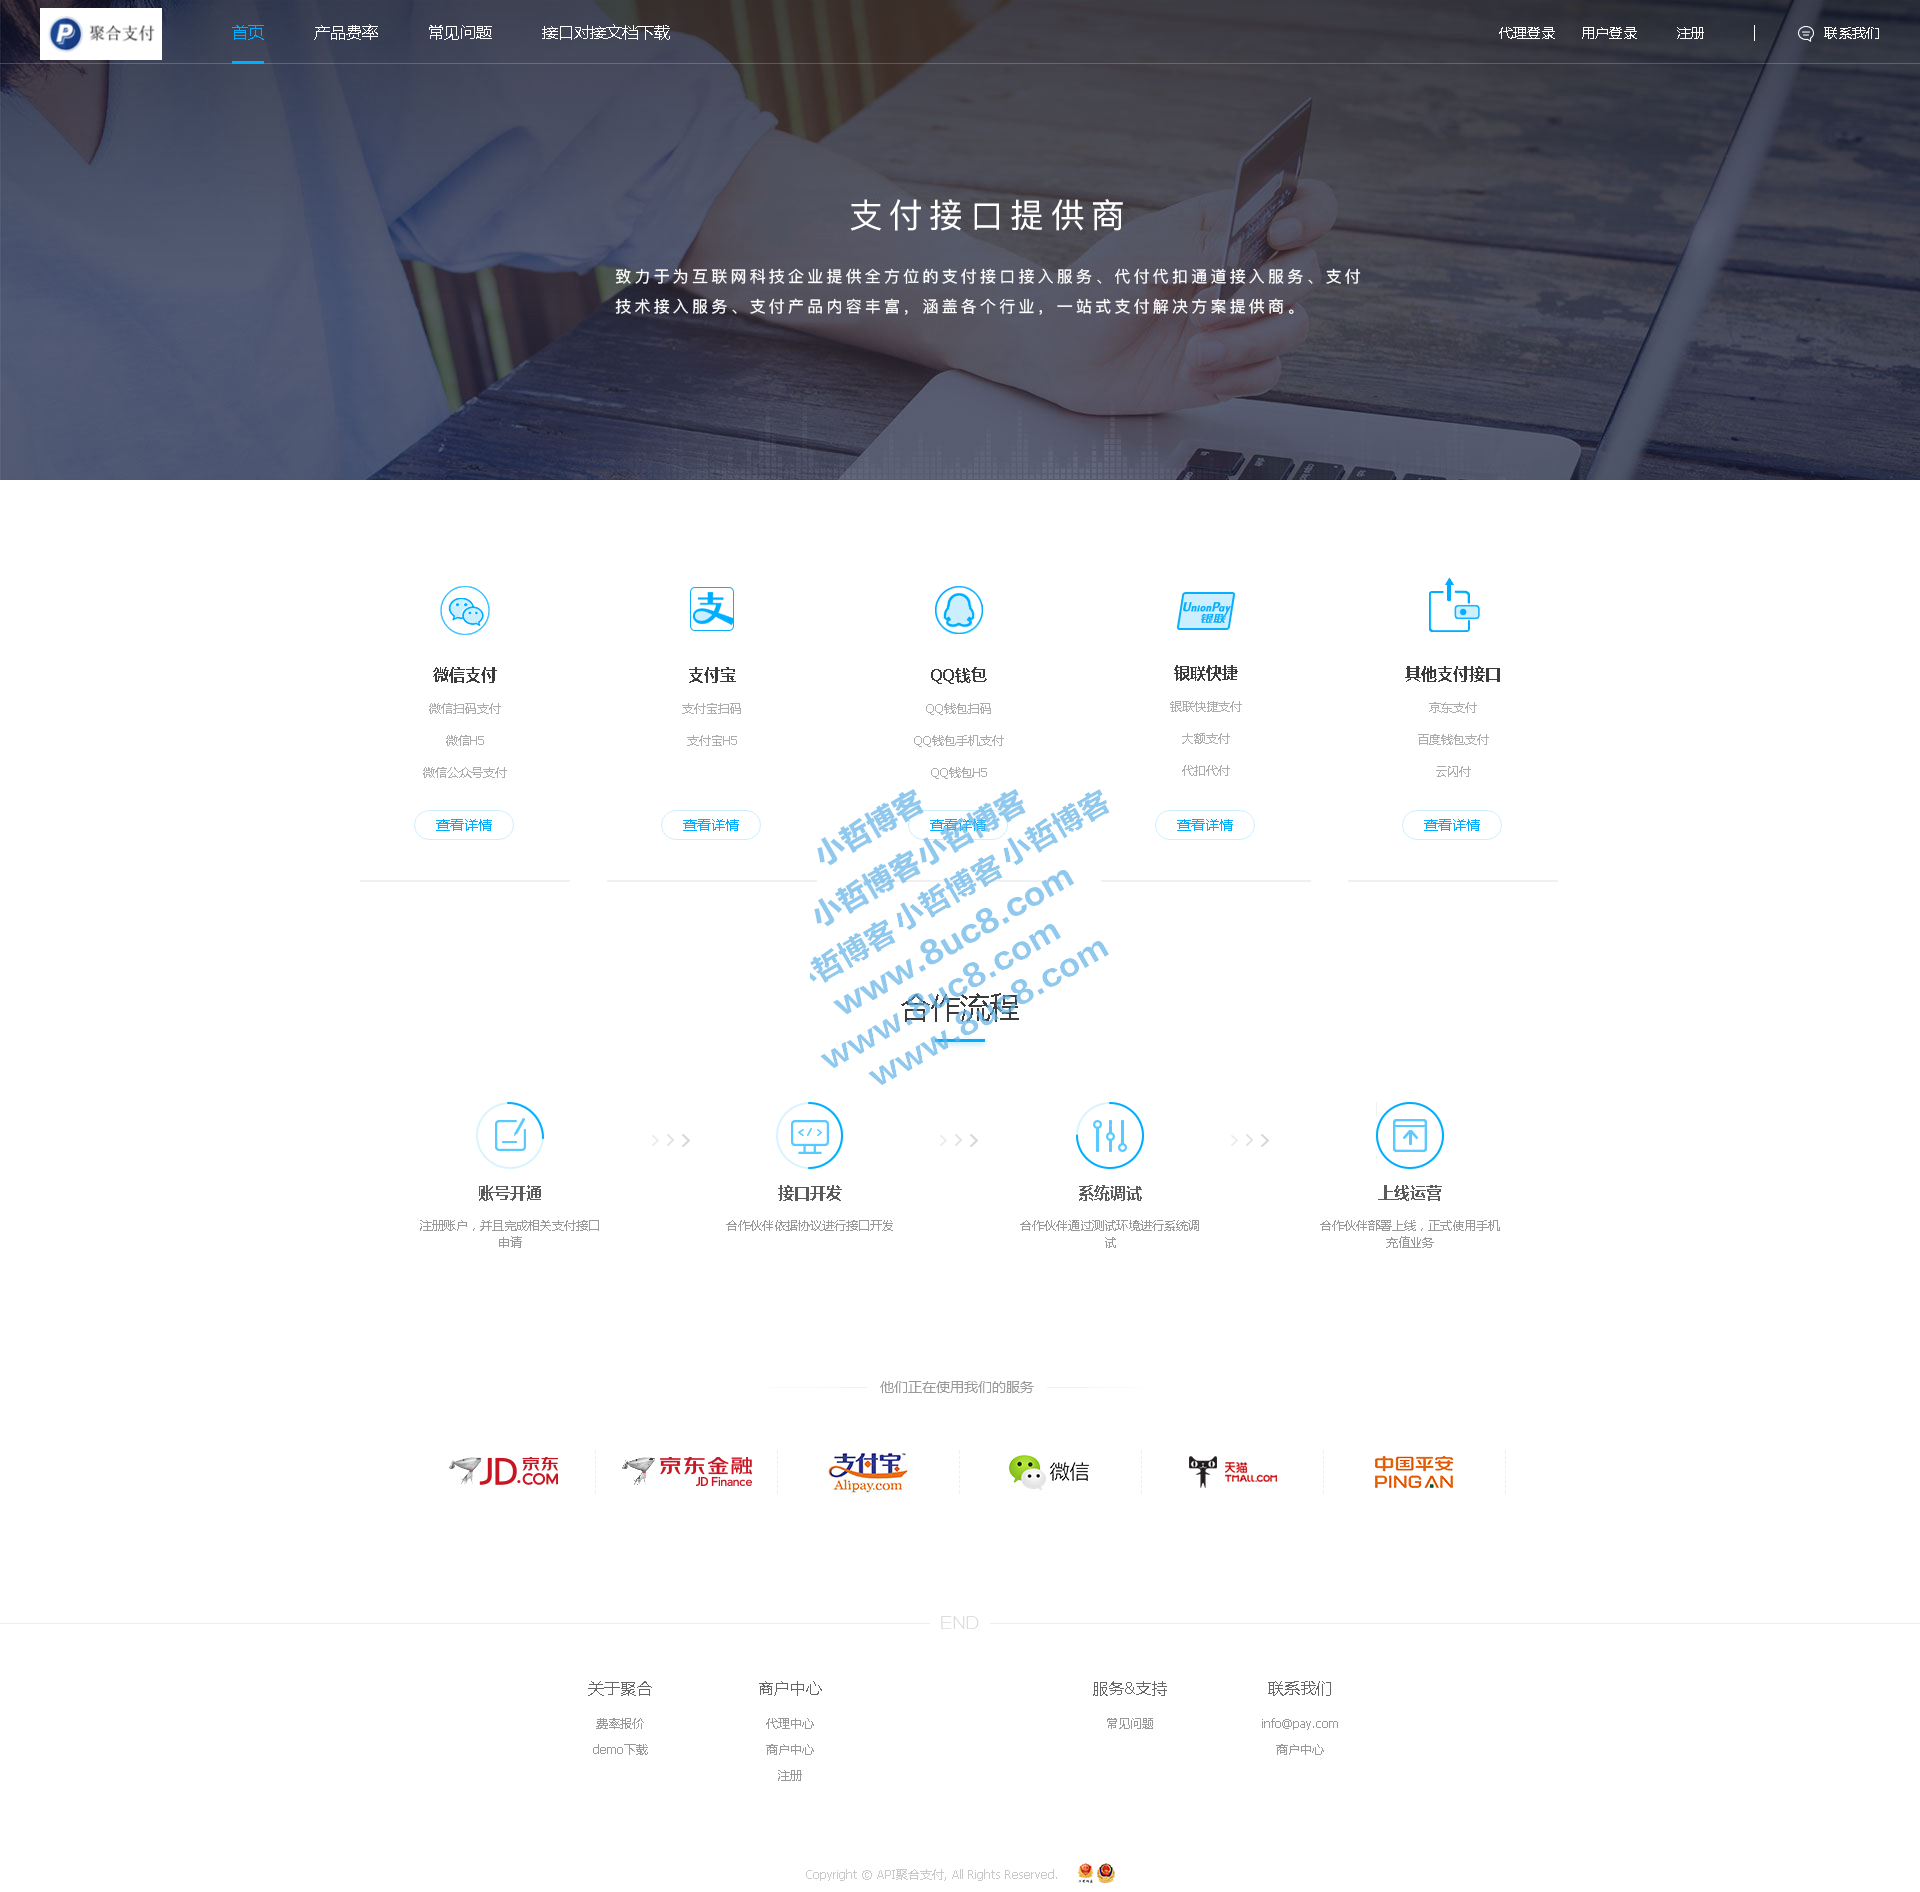 聚合支付
首页 产品费率 常见问题 接口对接文档下载
代理登录 用户登录 注册 联系我们
支付接口提供商
致力于为互联网科技企业提供全方位的支付接口接入服务、代付代扣通道接入服务、支付
技术接入服务、支付产品内容丰富，涵盖各个行业，一站式支付解决方案提供商。
UnionPay
银联
微信支付
微信扫码支付
微信H5
微信公众号支付
查看详情
支付宝
支付宝扫码
支付宝H5
查看详情
QQ钱包
QQ钱包扫码
QQ钱包手机支付
QQ钱包H5
查看详情
银联快捷
银联快捷支付
大额支付
代扣代付
查看详情
其他支付接口
京东支付
百度钱包支付
云闪付
查看详情
小哲博客
小哲博客小哲博客
小哲博客 小哲博客 小哲博客
www.8uc8.com
www.8uc8.com
www.8uc8.com
合作流程
账号开通
注册账户，并且完成相关支付接口
申请
接口开发
合作伙伴依据协议进行接口开发
系统调试
合作伙伴通过测试环境进行系统调
试
上线运营
合作伙伴部署上线，正式使用手机
充值业务
他们正在使用我们的服务
JD京东
.COM
京东金融
JD Finance
支付宝
Alipay.com
微信
天猫
TMALL.COM
中国平安
PING AN
END
关于聚合
费率报价
demo下载
商户中心
代理中心
商户中心
注册
服务&支持
常见问题
联系我们
info@pay.com
商户中心
Copyright © API聚合支付, All Rights Reserved.